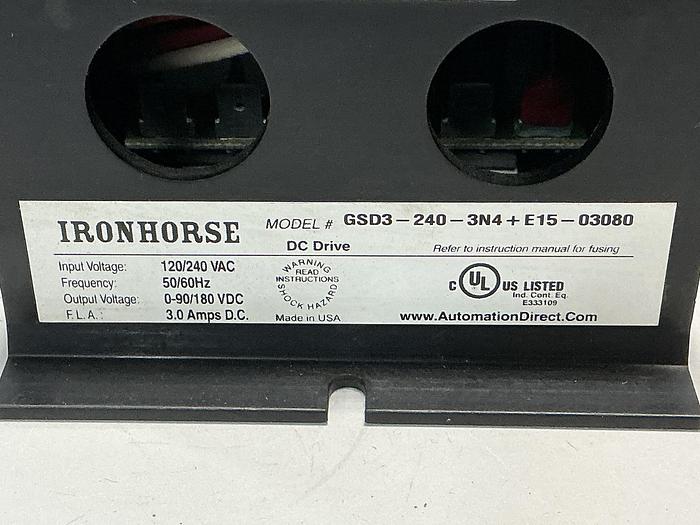 IRONHORSE
MODEL # GSD3-240-3N4+E15-03080
DC Drive
Refer to instruction manual for fusing
Input Voltage: 120/240 VAC
Frequency: 50/60Hz
Output Voltage: 0-90/180 VDC
F.L.A.: 3.0 Amps D.C.
WARNING
READ
INSTRUCTIONS
SHOCK HAZARD
Made in USA
C UL US LISTED
Ind. Cont. Eq.
E333109
www.AutomationDirect.Com